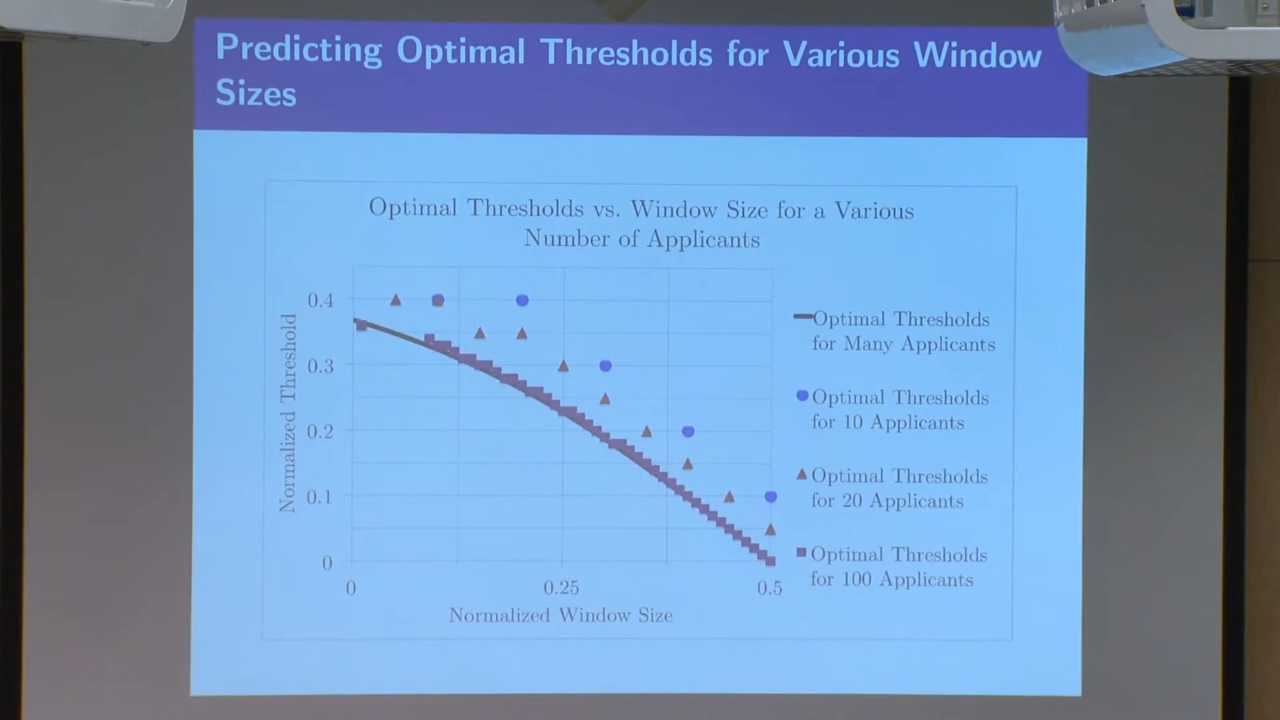 Predicting Optimal Thresholds for Various Window
Sizes
Optimal Thresholds vs. Window Size for a Various
Number of Applicants
Normalized Threshold
0.4
0.3
0.2
0.1
0
0
0.25
0.5
Normalized Window Size
Optimal Thresholds
for Many Applicants
Optimal Thresholds
for 10 Applicants
Optimal Thresholds
for 20 Applicants
Optimal Thresholds
for 100 Applicants